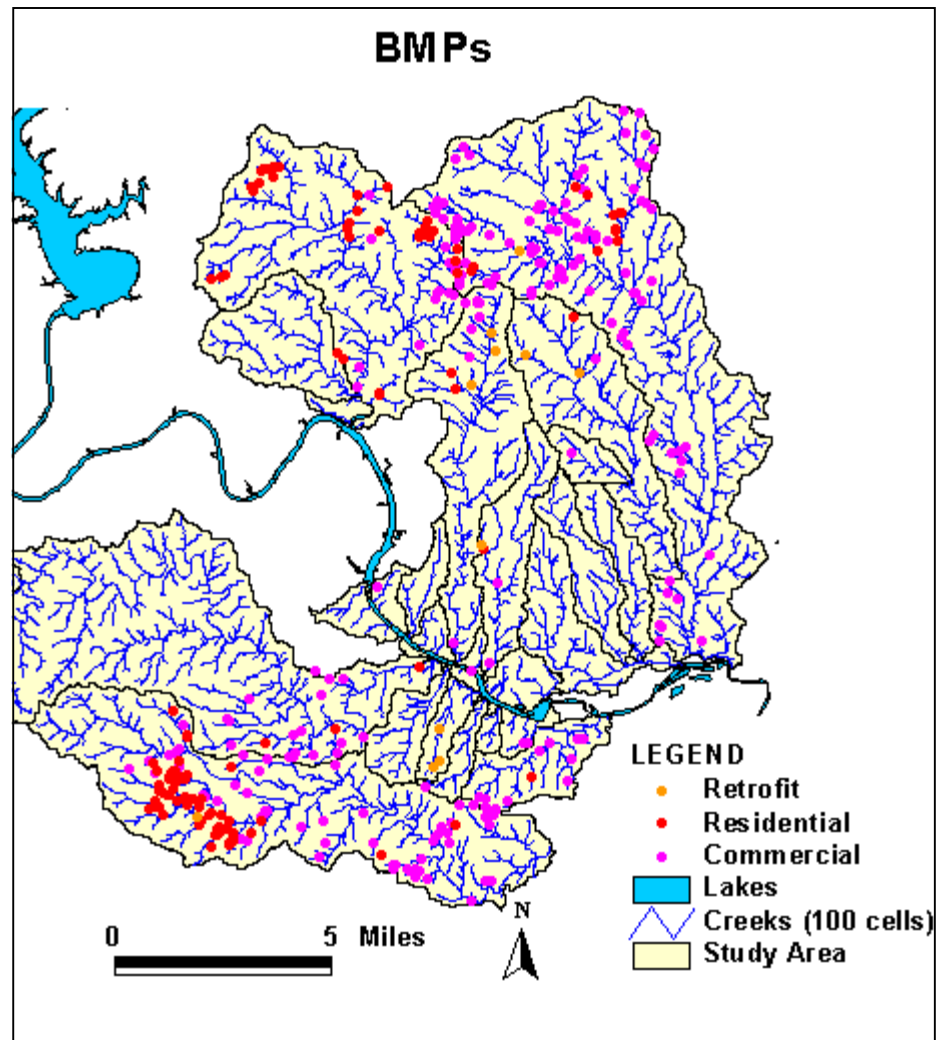 BMPs
LEGEND
Retrofit
Residential
Commercial
Lakes
Creeks (100 cells)
Study Area
0 5 Miles
N